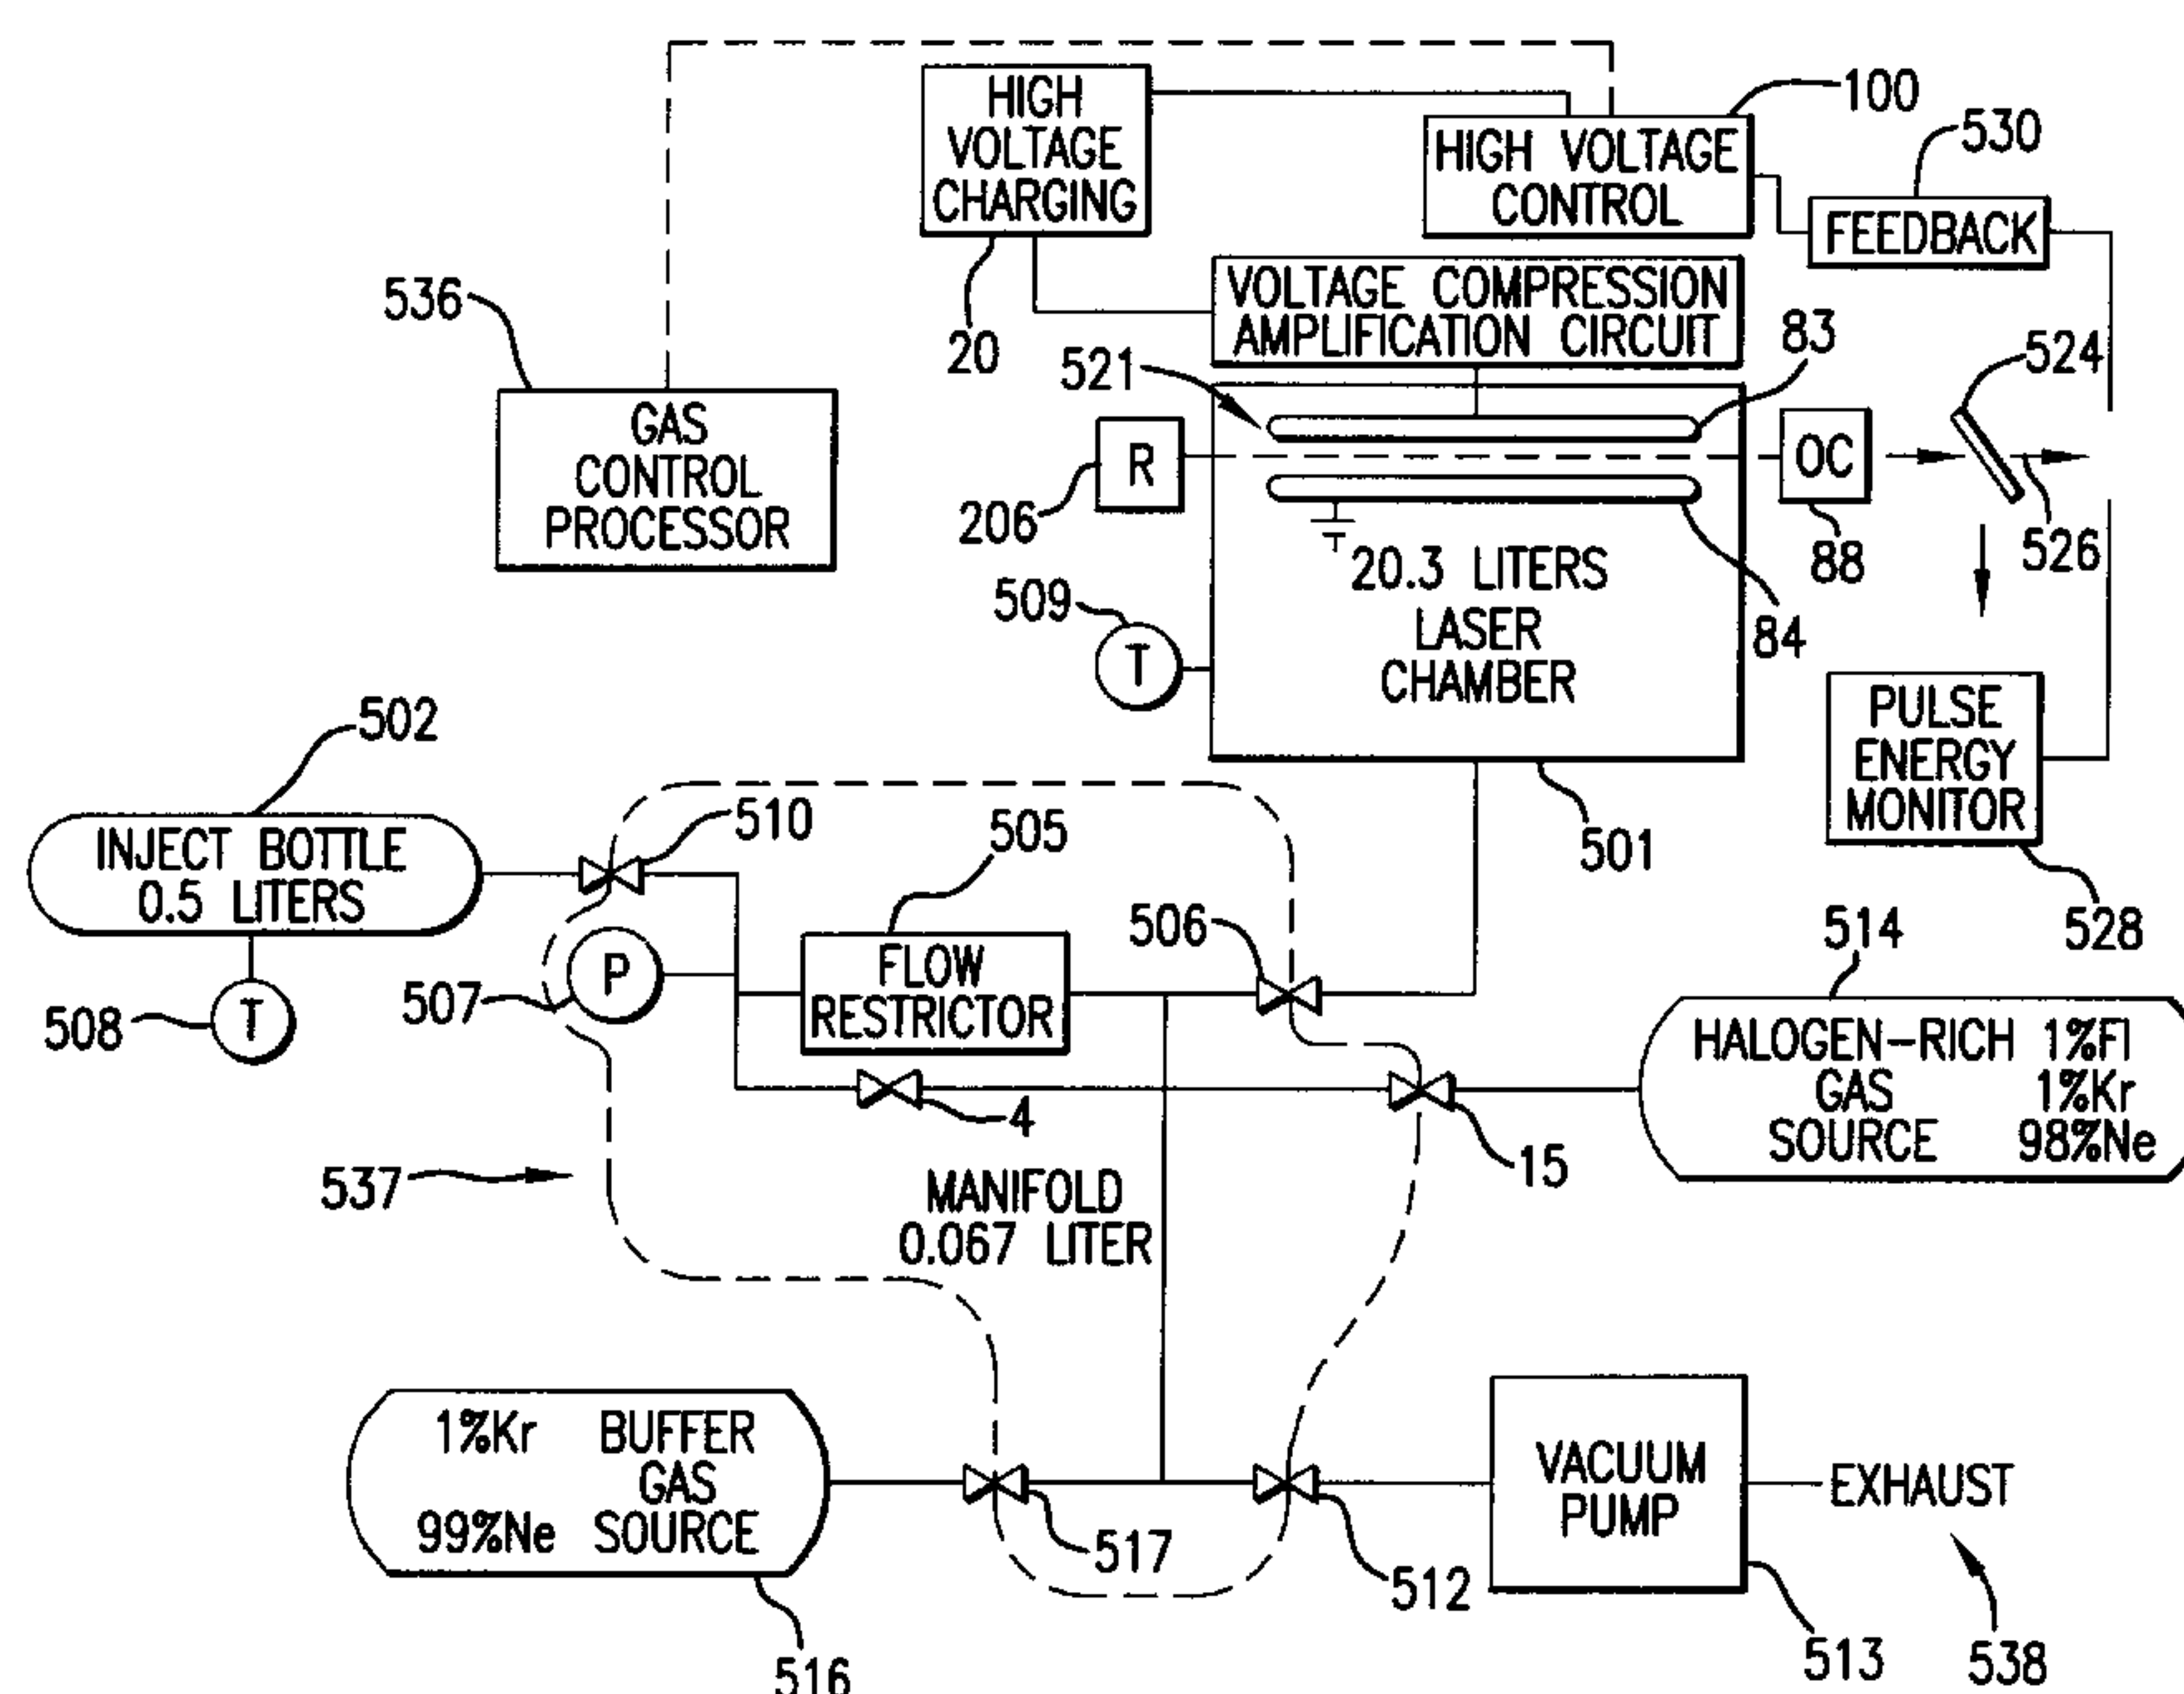 HIGH
VOLTAGE
CHARGING
20
HIGH VOLTAGE
CONTROL
100
530
FEEDBACK
536
GAS
CONTROL
PROCESSOR
VOLTAGE COMPRESSION
AMPLIFICATION CIRCUIT
521
83
524
R
206
OC
88
526
20.3 LITERS
LASER
CHAMBER
84
509
T
501
PULSE
ENERGY
MONITOR
528
502
INJECT BOTTLE
0.5 LITERS
508
T
510
507
P
505
FLOW
RESTRICTOR
506
4
15
514
HALOGEN-RICH 1%Fl
GAS 1%Kr
SOURCE 98%Ne
537
MANIFOLD
0.067 LITER
1%Kr BUFFER
GAS
99%Ne SOURCE
516
517
512
VACUUM
PUMP
513
EXHAUST
538